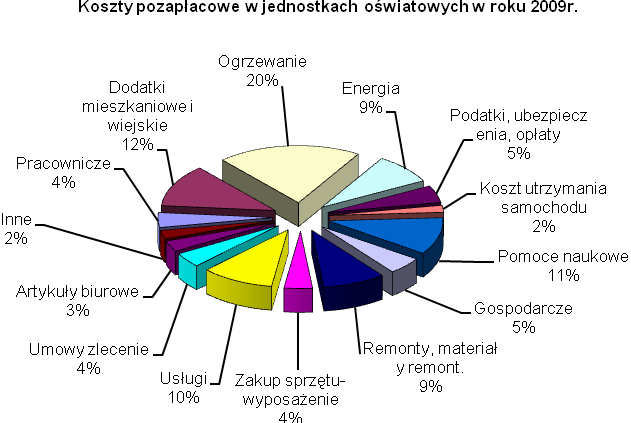 Koszty pozapłacowe w jednostkach oświatowych w roku 2009r.
Ogrzewanie
20%
Energia
9%
Podatki, ubezpiecz
enia, opłaty
5%
Koszt utrzymania
samochodu
2%
Pomoce naukowe
11%
Gospodarcze
5%
Remonty, materiał
y remont.
9%
Zakup sprzętu-
wyposażenie
4%
Usługi
10%
Umowy zlecenie
4%
Artykuły biurowe
3%
Inne
2%
Pracownicze
4%
Dodatki
mieszkaniowe i
wiejskie
12%